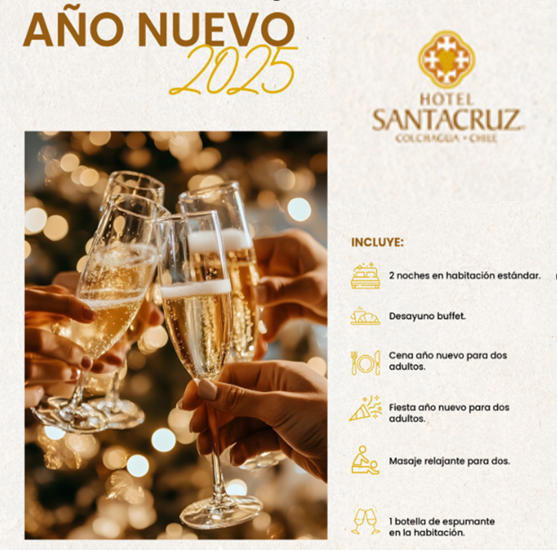 AÑO NUEVO
2025
HOTEL
SANTACRUZ
COLCHAGUA • CHILE
INCLUYE:
2 noches en habitación estándar.
Desayuno buffet.
Cena año nuevo para dos
adultos.
Fiesta año nuevo para dos
adultos.
Masaje relajante para dos.
1 botella de espumante
en la habitación.